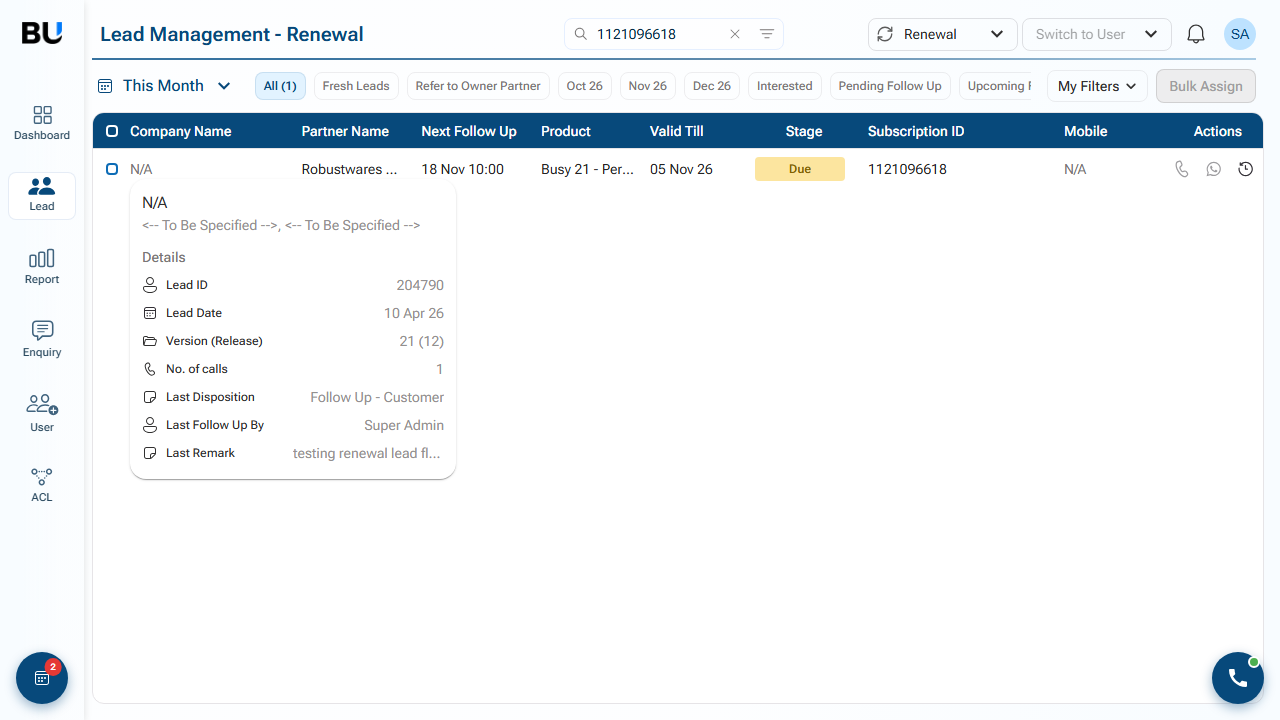 BU
Lead Management - Renewal
1121096618
Renewal
Switch to User
SA
This Month
All (1)
Fresh Leads
Refer to Owner Partner
Oct 26
Nov 26
Dec 26
Interested
Pending Follow Up
Upcoming F
My Filters
Bulk Assign
Company Name Partner Name Next Follow Up Product Valid Till Stage Subscription ID Mobile Actions
N/A Robustwares ... 18 Nov 10:00 Busy 21 - Per... 05 Nov 26 Due 1121096618 N/A
N/A
<-- To Be Specified -->, <-- To Be Specified -->
Details
Lead ID 204790
Lead Date 10 Apr 26
Version (Release) 21 (12)
No. of calls 1
Last Disposition Follow Up - Customer
Last Follow Up By Super Admin
Last Remark testing renewal lead fl...
Dashboard
Lead
Report
Enquiry
User
ACL
2